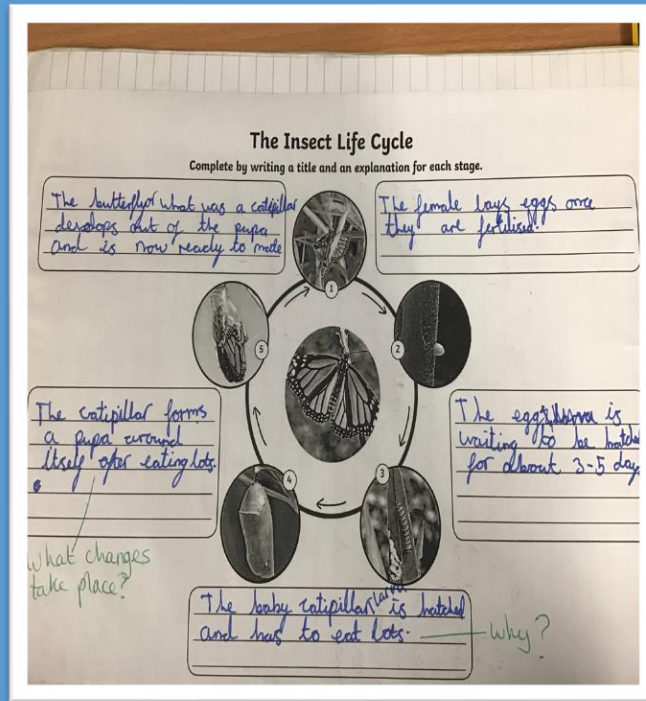 The Insect Life Cycle
Complete by writing a title and an explanation for each stage.
The butterfly or what was a catipillar
develops out of the pupa
and is now ready to mate
The female lays eggs once
they are fertilised.
1
2
3
4
5
The egg is
waiting to be hatched
for about 3-5 day
The baby catipillar larva is hatched
and has to eat lots.
why?
The catipillar forms
a pupa around
itself after eating lots.
what changes
take place?